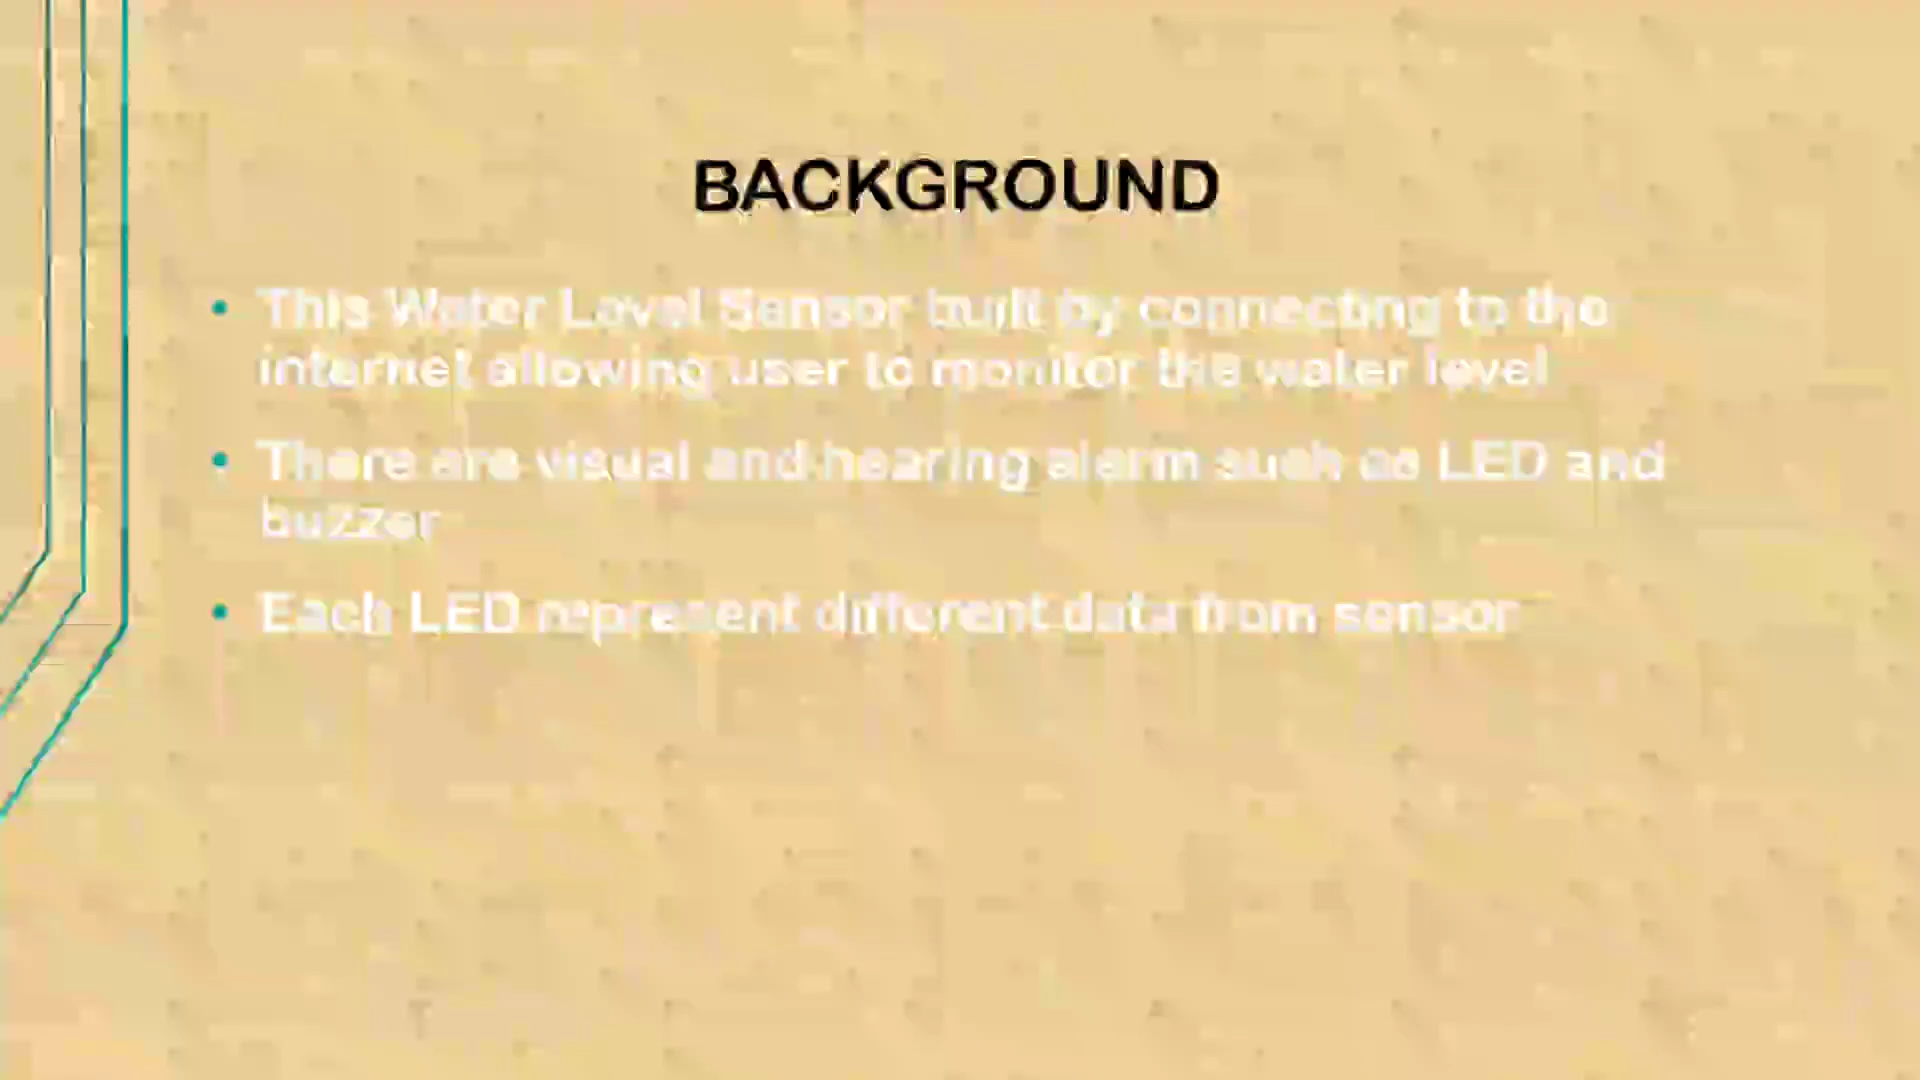 BACKGROUND
• This Water Level Sensor built by connecting to the
internet allowing user to monitor the water level
• There are visual and hearing alarm such as LED and
buzzer
• Each LED represent different data from sensor